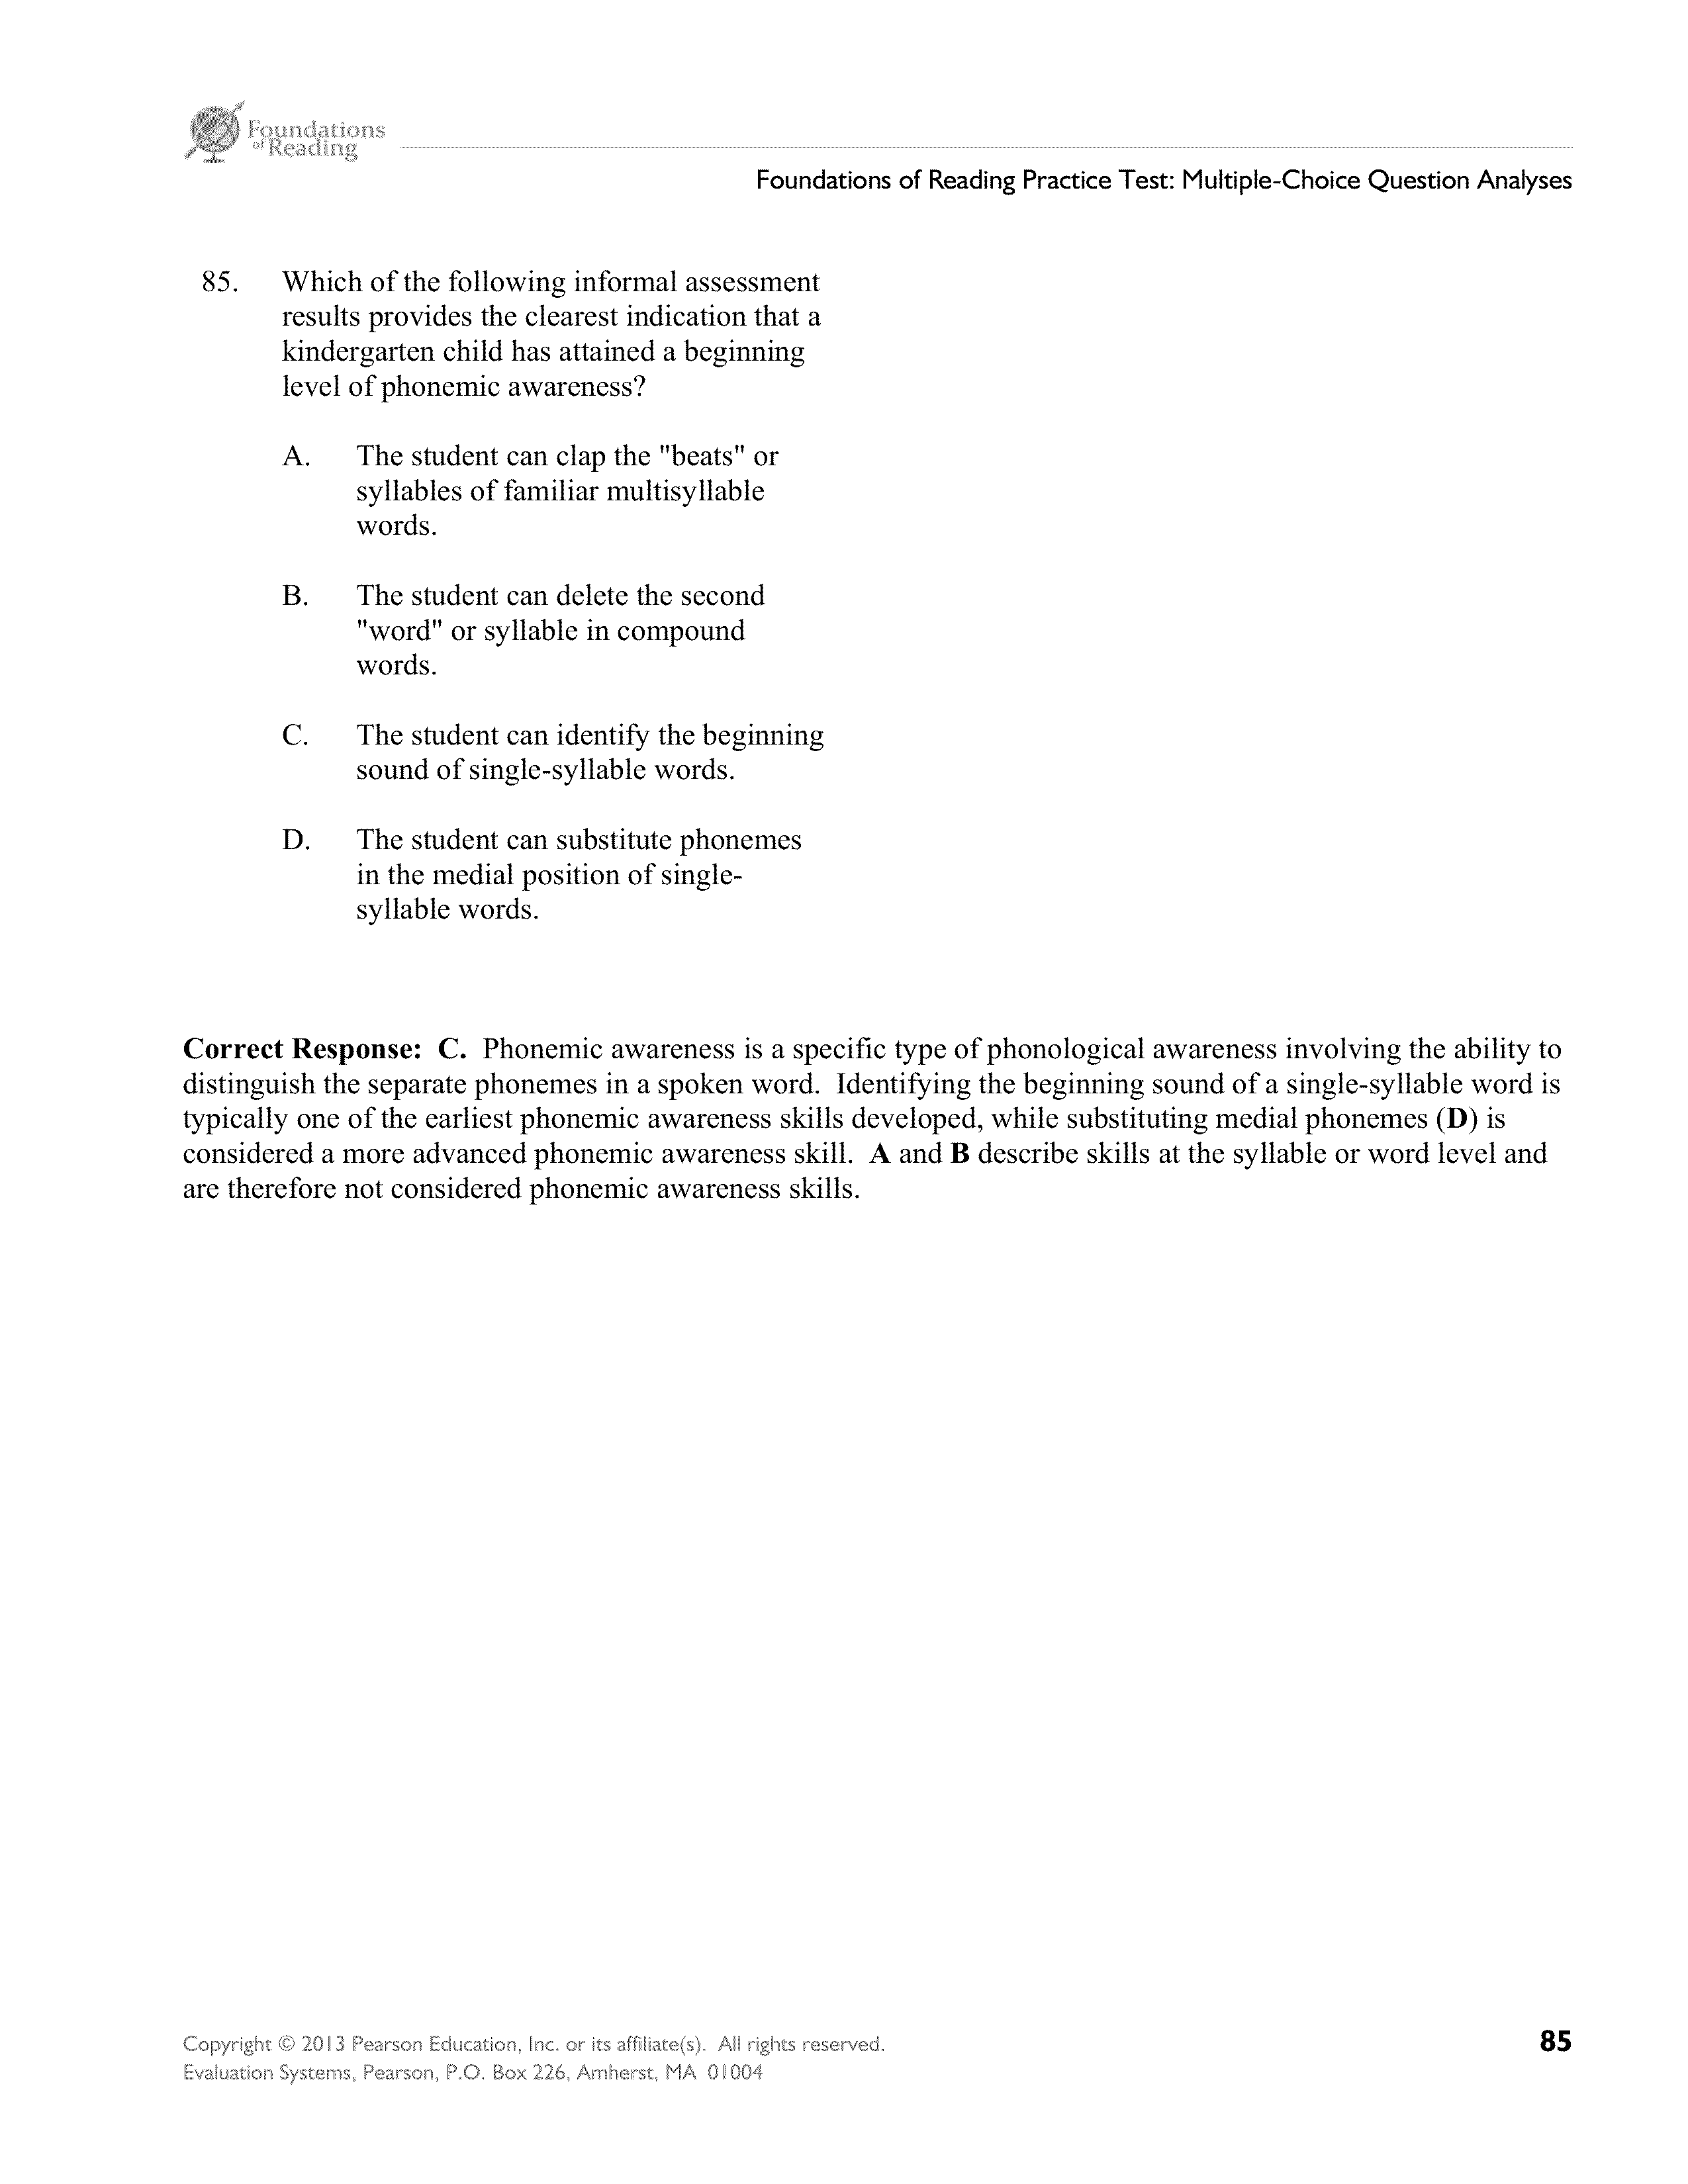 Foundations
of Reading
Foundations of Reading Practice Test: Multiple-Choice Question Analyses
85. Which of the following informal assessment
results provides the clearest indication that a
kindergarten child has attained a beginning
level of phonemic awareness?
A. The student can clap the "beats" or
syllables of familiar multisyllable
words.
B. The student can delete the second
"word" or syllable in compound
words.
C. The student can identify the beginning
sound of single-syllable words.
D. The student can substitute phonemes
in the medial position of single-
syllable words.
Correct Response: C. Phonemic awareness is a specific type of phonological awareness involving the ability to
distinguish the separate phonemes in a spoken word. Identifying the beginning sound of a single-syllable word is
typically one of the earliest phonemic awareness skills developed, while substituting medial phonemes (D) is
considered a more advanced phonemic awareness skill. A and B describe skills at the syllable or word level and
are therefore not considered phonemic awareness skills.
Copyright © 2013 Pearson Education, Inc. or its affiliate(s). All rights reserved. 85
Evaluation Systems, Pearson, P.O. Box 226, Amherst, MA 01004